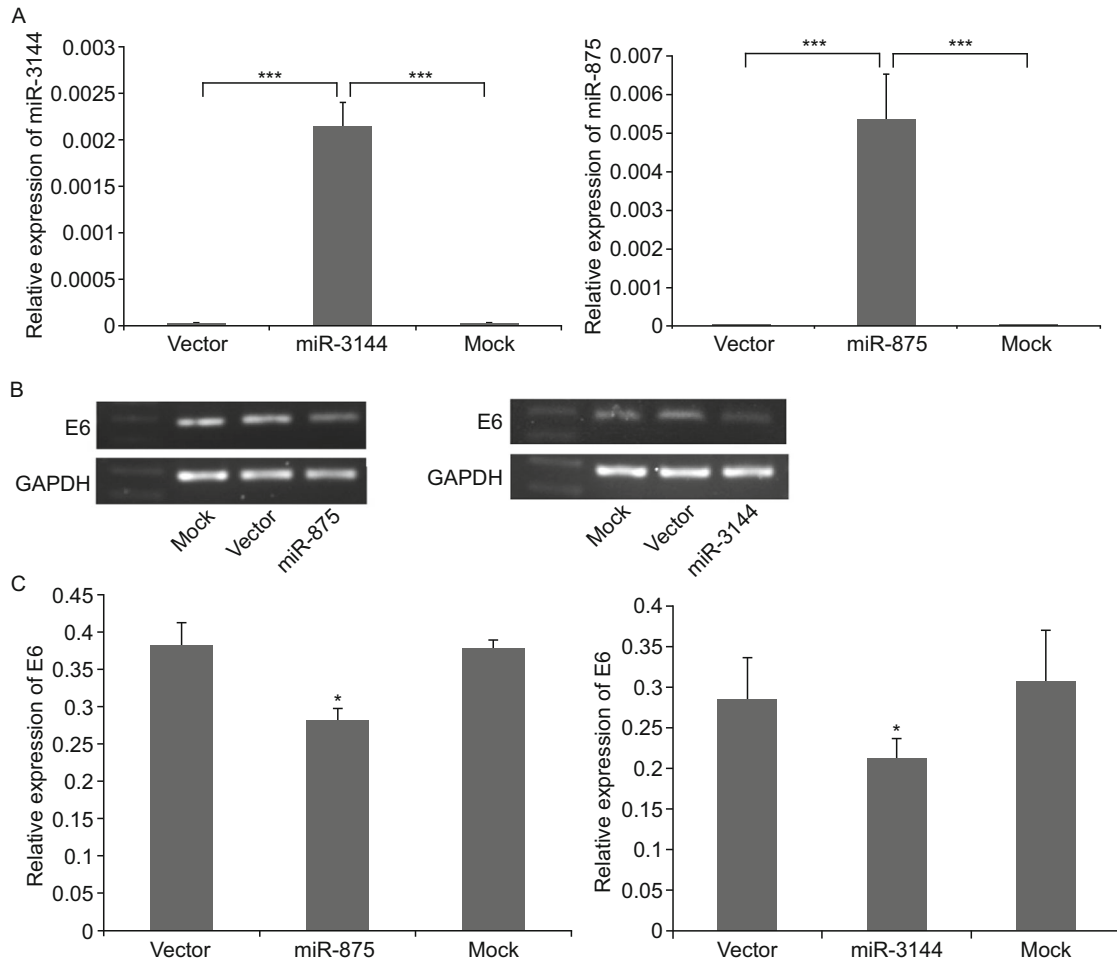 A
Relative expression of miR-3144
0.003
0.0025
0.002
0.0015
0.001
0.0005
0
***
***
Vector
miR-3144
Mock
Relative expression of miR-875
0.007
0.006
0.005
0.004
0.003
0.002
0.001
0
***
***
Vector
miR-875
Mock
B
E6
GAPDH
Mock
Vector
miR-875
E6
GAPDH
Mock
Vector
miR-3144
C
Relative expression of E6
0.45
0.4
0.35
0.3
0.25
0.2
0.15
0.1
0.05
0
*
Vector
miR-875
Mock
Relative expression of E6
0.4
0.35
0.3
0.25
0.2
0.15
0.1
0.05
0
*
Vector
miR-3144
Mock